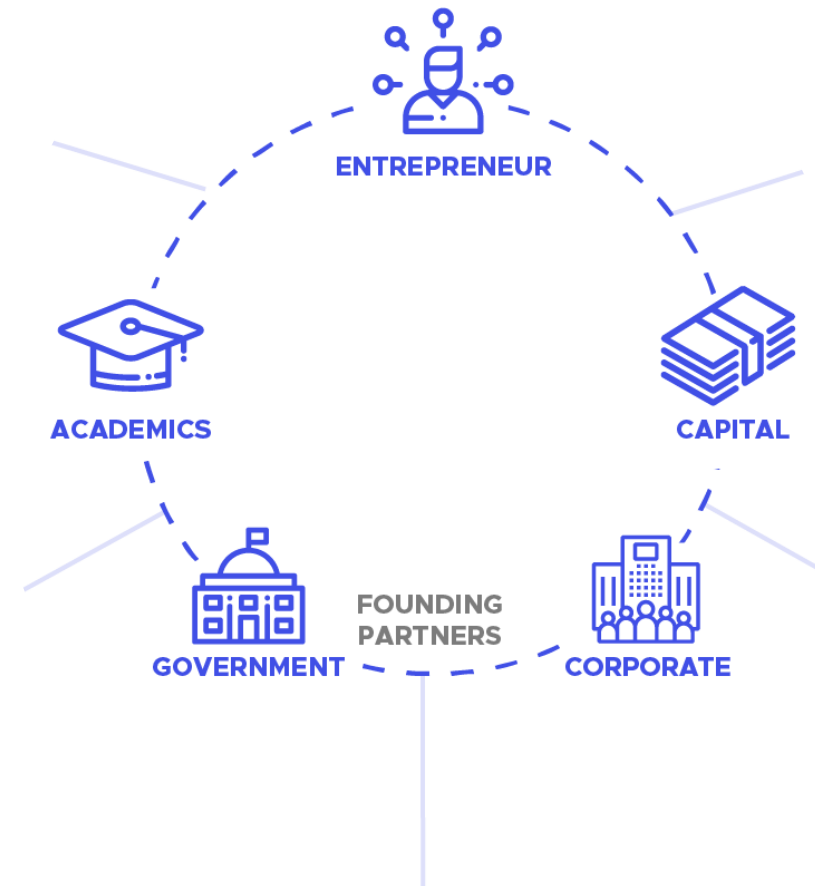 ENTREPRENEUR
ACADEMICS
CAPITAL
FOUNDING
PARTNERS
GOVERNMENT
CORPORATE